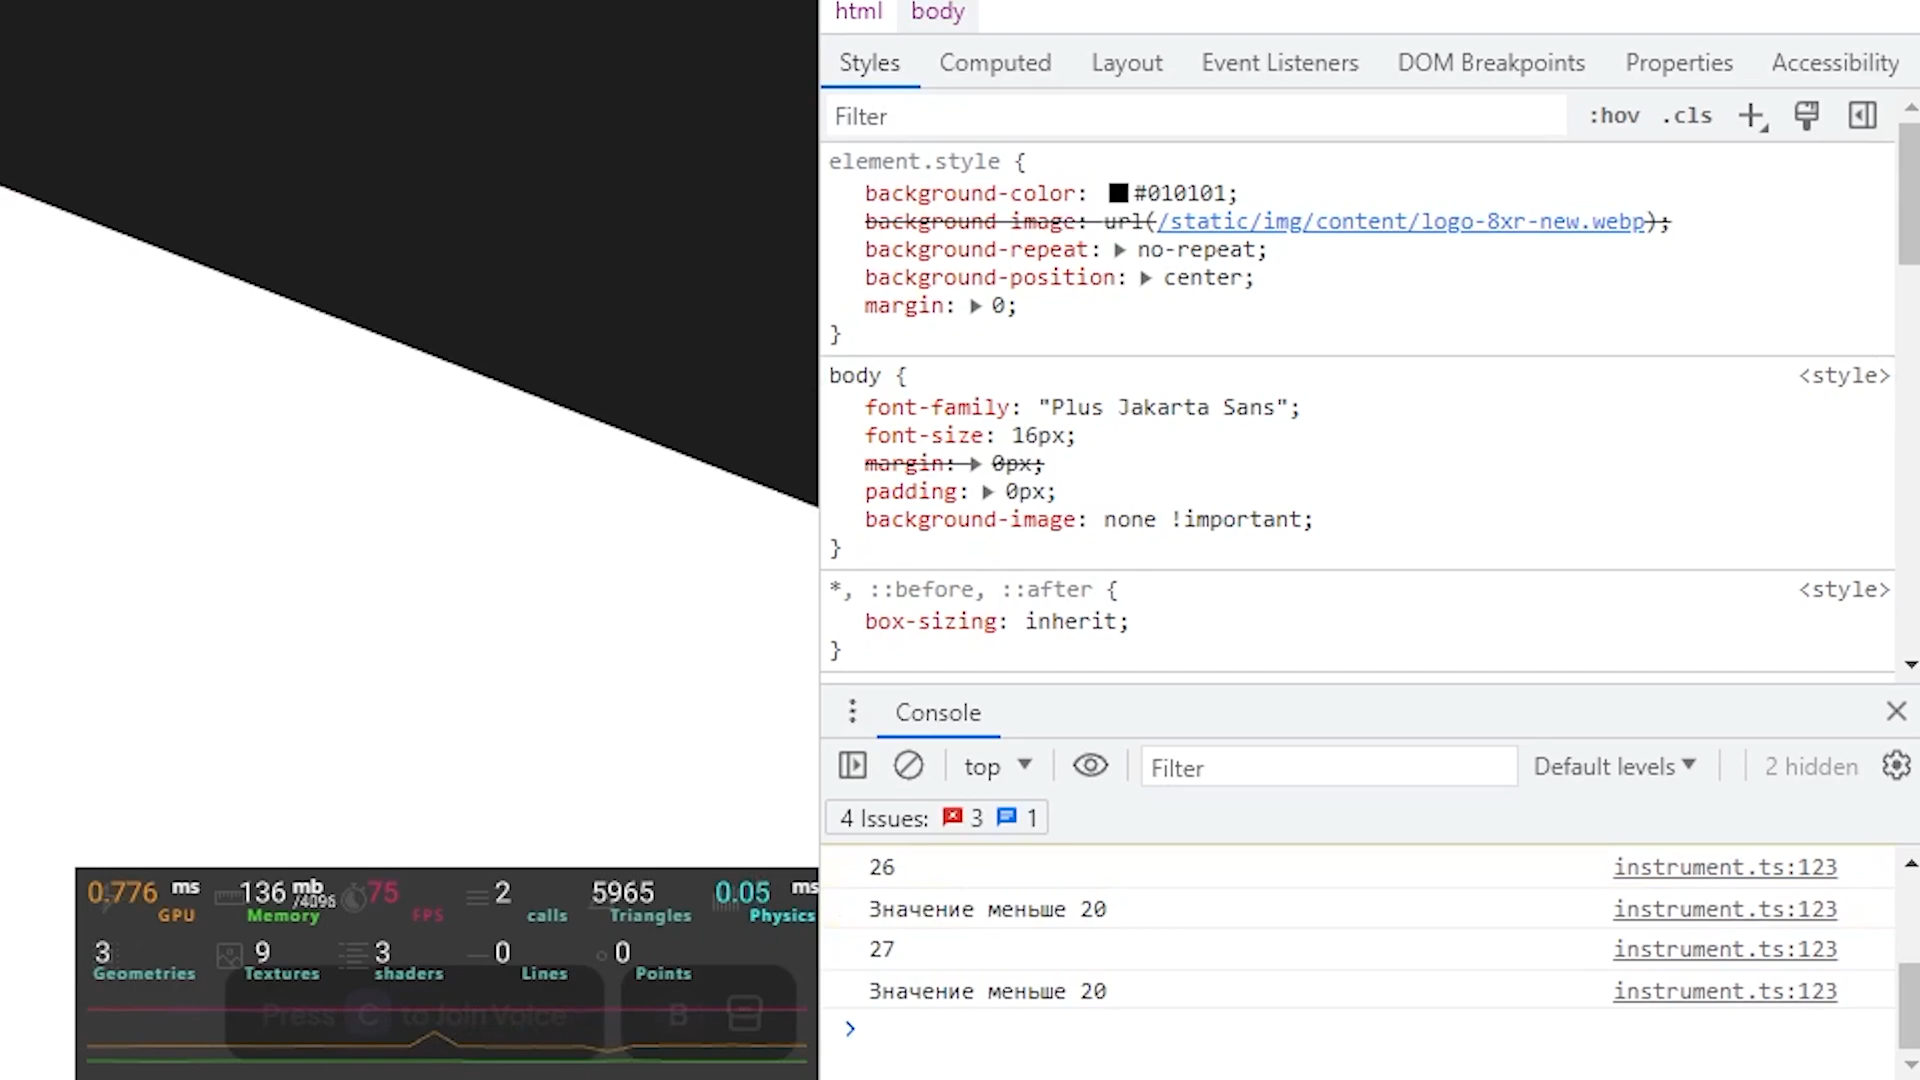 html body
Styles Computed Layout Event Listeners DOM Breakpoints Properties Accessibility
Filter :hov .cls
element.style {
background-color: #010101;
background-image: url(/static/img/content/logo-8xr-new.webp);
background-repeat: no-repeat;
background-position: center;
margin: 0;
}
body { <style>
font-family: "Plus Jakarta Sans";
font-size: 16px;
margin: 0px;
padding: 0px;
background-image: none !important;
}
*, ::before, ::after { <style>
box-sizing: inherit;
}
Console
top Filter Default levels 2 hidden
4 Issues: 3 1
26 instrument.ts:123
Значение меньше 20 instrument.ts:123
27 instrument.ts:123
Значение меньше 20 instrument.ts:123
0.776 ms 136 mb /4096 75 2 5965 0.05 ms
GPU Memory FPS calls Triangles Physics
3 9 3 0 0
Geometries Textures shaders Lines Points
Press C to Join Voice B